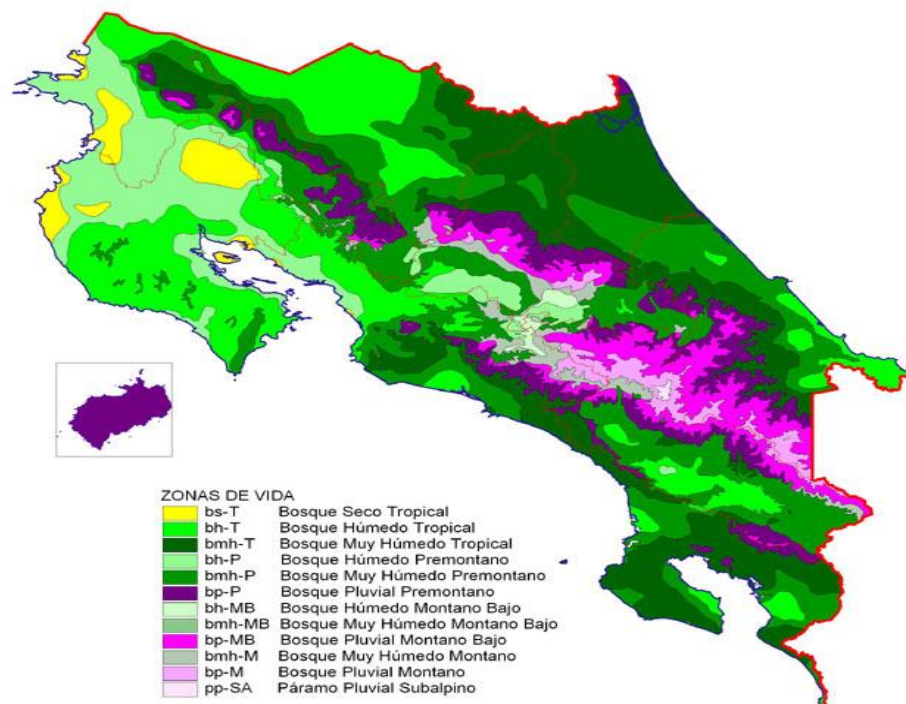 ZONAS DE VIDA
bs-T Bosque Seco Tropical
bh-T Bosque Húmedo Tropical
bmh-T Bosque Muy Húmedo Tropical
bh-P Bosque Húmedo Premontano
bmh-P Bosque Muy Húmedo Premontano
bp-P Bosque Pluvial Premontano
bh-MB Bosque Húmedo Montano Bajo
bmh-MB Bosque Muy Húmedo Montano Bajo
bp-MB Bosque Pluvial Montano Bajo
bmh-M Bosque Muy Húmedo Montano
bp-M Bosque Pluvial Montano
pp-SA Páramo Pluvial Subalpino